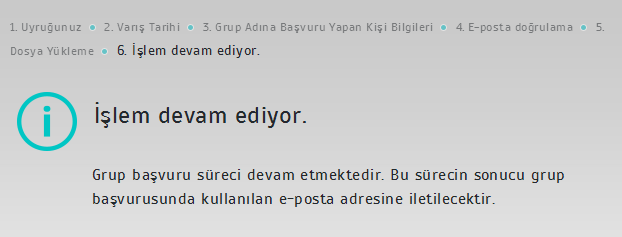 1. Uyruğunuz • 2. Varış Tarihi • 3. Grup Adına Başvuru Yapan Kişi Bilgileri • 4. E-posta doğrulama • 5.
Dosya Yükleme • 6. İşlem devam ediyor.
İşlem devam ediyor.
Grup başvuru süreci devam etmektedir. Bu sürecin sonucu grup
başvurusunda kullanılan e-posta adresine iletilecektir.